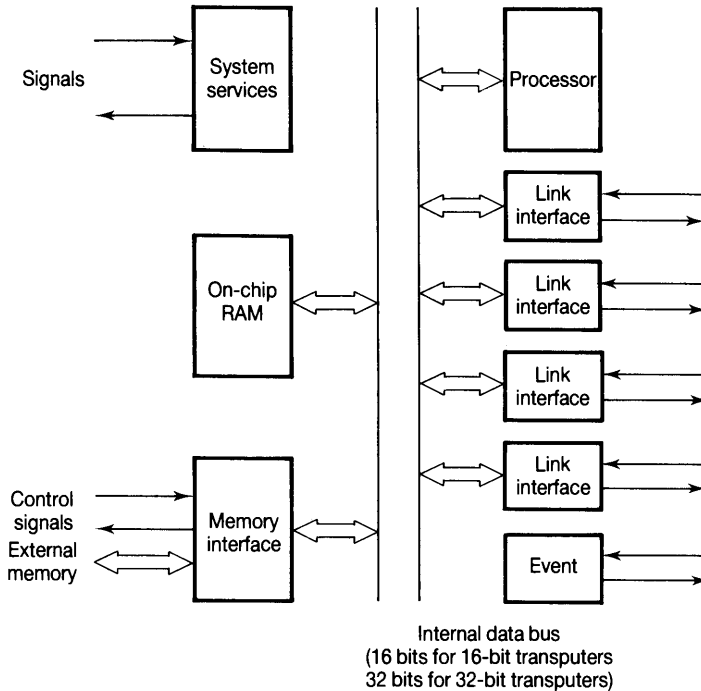 Signals
System
services
Processor
Link
interface
On-chip
RAM
Link
interface
Link
interface
Control
signals
External
memory
Memory
interface
Link
interface
Event
Internal data bus
(16 bits for 16-bit transputers
32 bits for 32-bit transputers)